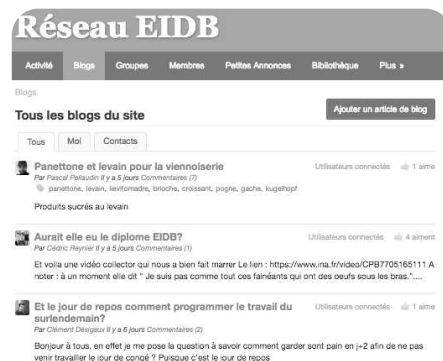 Réseau EIDB
Activité Blogs Groupes Membres Petites Annonces Bibliothèque Plus »
Blogs
Tous les blogs du site
Ajouter un article de blog
Tous Moi Contacts
Panettone et levain pour la viennoiserie
Utilisateurs connectés 1 aime
Par Pascal Pallaudin Il y a 5 jours Commentaires (7)
panettone, levain, lievitomadre, brioche, croissant, pogne, gache, kugelhopf
Produits sucrés au levain
Aurait elle eu le diplome EIDB?
Utilisateurs connectés 4 aiment
Par Cédric Reynier Il y a 5 jours Commentaires (1)
Et voila une vidéo collector qui nous a bien fait marrer Le lien : https://www.ina.fr/video/CPB7705165111 A
noter : à un moment elle dit " Je suis pas comme tout ces fainéants qui ont des oeufs sous les bras."....
Et le jour de repos comment programmer le travail du
surlendemain?
Utilisateurs connectés 1 aime
Par Clément Désigaux Il y a 6 jours Commentaires (2)
Bonjour à tous, en effet je me pose la question à savoir comment garder sont pain en j+2 afin de ne pas
venir travailler le jour de congé ? Puisque c'est le jour de repos